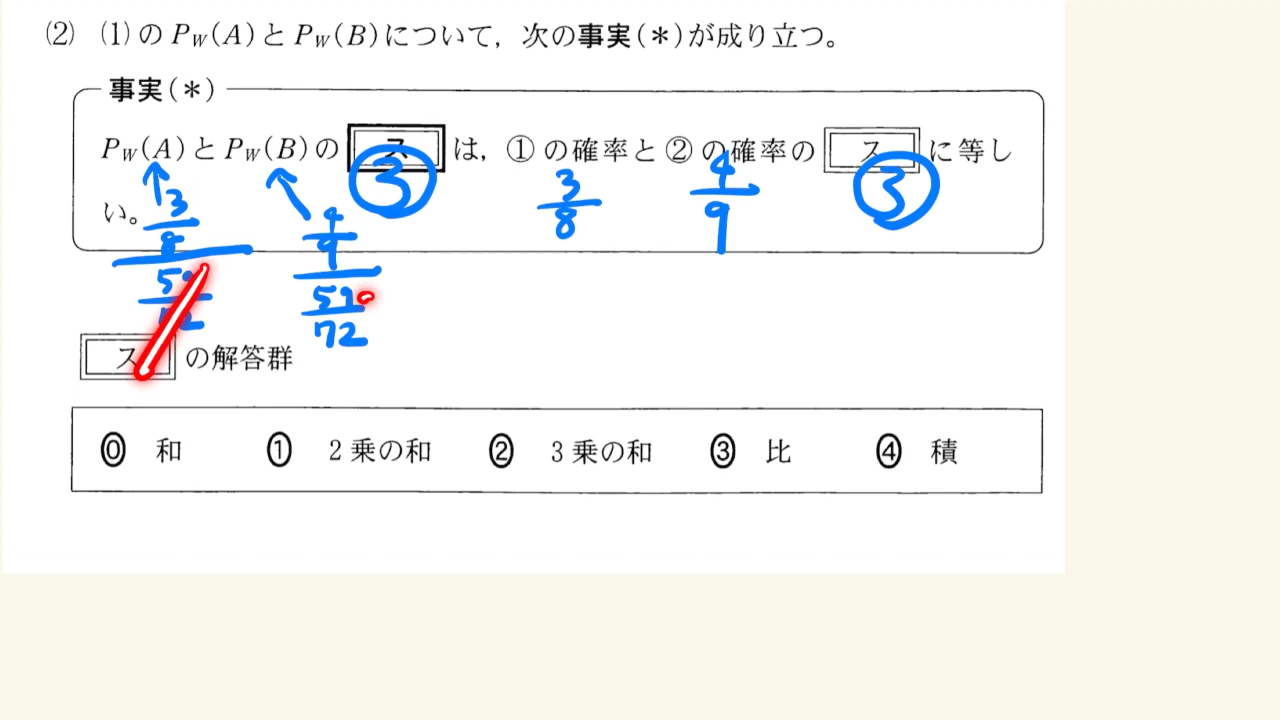 (2) (1)のP_W(A)とP_W(B)について，次の事実(＊)が成り立つ。
事実(＊)
P_W(A)とP_W(B)の ス は，①の確率と②の確率の ス に等し
③ 3/8 4/9 ③
い。
3/8 4/9
59/72
ス の解答群
⓪ 和 ① 2乗の和 ② 3乗の和 ③ 比 ④ 積